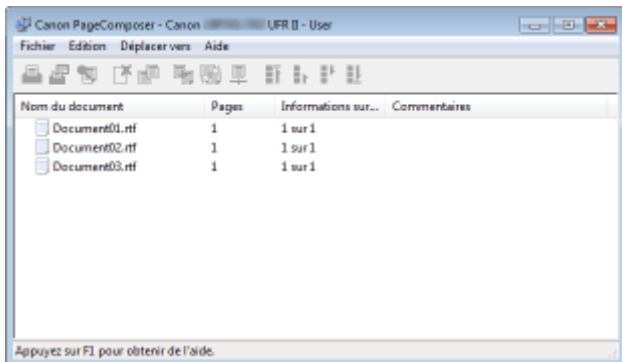 Canon PageComposer - Canon UFR II - User
Fichier Edition Déplacer vers Aide
Nom du document Pages Informations sur... Commentaires
Document01.rtf 1 1 sur 1
Document02.rtf 1 1 sur 1
Document03.rtf 1 1 sur 1
Appuyez sur F1 pour obtenir de l'aide.